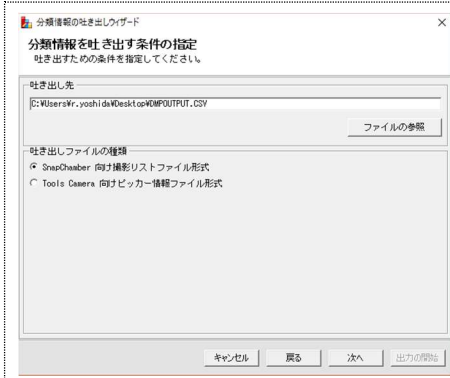 分類情報の吐き出しウィザード
分類情報を吐き出す条件の指定
吐き出すための条件を指定してください。
吐き出し先
C:¥Users¥r.yoshida¥Desktop¥DMPOUTPUT.CSV
ファイルの参照
吐き出しファイルの種類
SnapChamber 向け撮影リストファイル形式
Tools Camera 向けピッカー情報ファイル形式
キャンセル 戻る 次へ 出力の開始